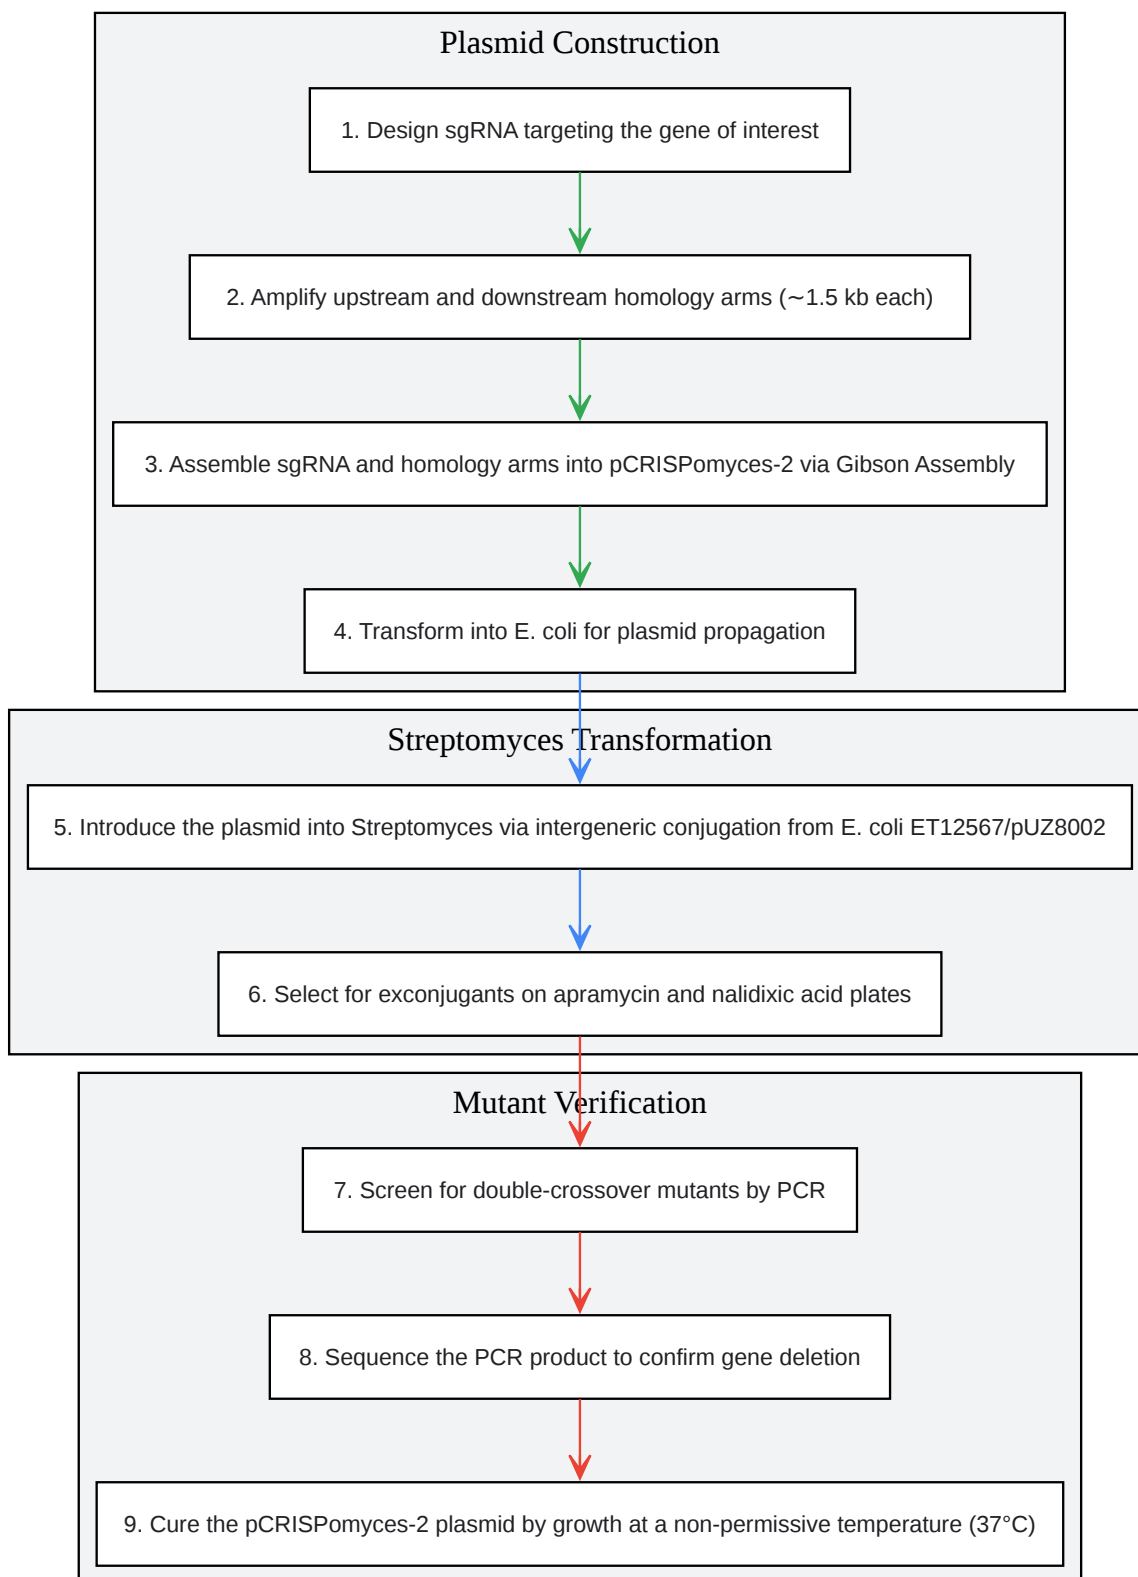 Plasmid Construction
1. Design sgRNA targeting the gene of interest
2. Amplify upstream and downstream homology arms (~1.5 kb each)
3. Assemble sgRNA and homology arms into pCRISPomyces-2 via Gibson Assembly
4. Transform into E. coli for plasmid propagation
Streptomyces Transformation
5. Introduce the plasmid into Streptomyces via intergeneric conjugation from E. coli ET12567/pUZ8002
6. Select for exconjugants on apramycin and nalidixic acid plates
Mutant Verification
7. Screen for double-crossover mutants by PCR
8. Sequence the PCR product to confirm gene deletion
9. Cure the pCRISPomyces-2 plasmid by growth at a non-permissive temperature (37°C)